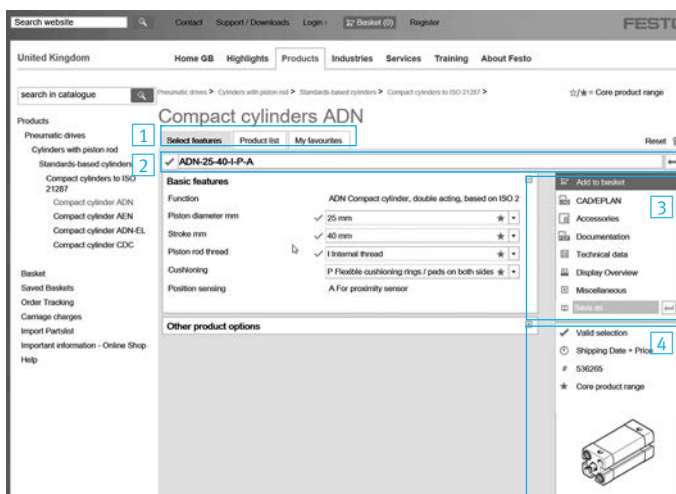 Search website
Contact Support / Downloads Login Basket (0) Register
FESTO
United Kingdom
Home GB Highlights Products Industries Services Training About Festo
search in catalogue
Pneumatic drives > Cylinders with piston rod > Standards-based cylinders > Compact cylinders to ISO 21287 >
☆/★ = Core product range
Compact cylinders ADN
Products
Pneumatic drives
Cylinders with piston rod
Standards-based cylinders
Compact cylinders to ISO
21287
Compact cylinder ADN
Compact cylinder AEN
Compact cylinder ADN-EL
Compact cylinder CDC
Basket
Saved Baskets
Order Tracking
Carriage charges
Import Partslist
Important information - Online Shop
Help
1
Select features Product list My favourites
Reset
2
ADN-25-40-I-P-A
Basic features
Function ADN Compact cylinder, double acting, based on ISO 2
Piston diameter mm 25 mm
Stroke mm 40 mm
Piston rod thread I Internal thread
Cushioning P Flexible cushioning rings / pads on both sides
Position sensing A For proximity sensor
Other product options
Add to basket
3
CAD/EPLAN
Accessories
Documentation
Technical data
Display Overview
Miscellaneous
Save as
4
Valid selection
Shipping Date + Price
# 536265
Core product range